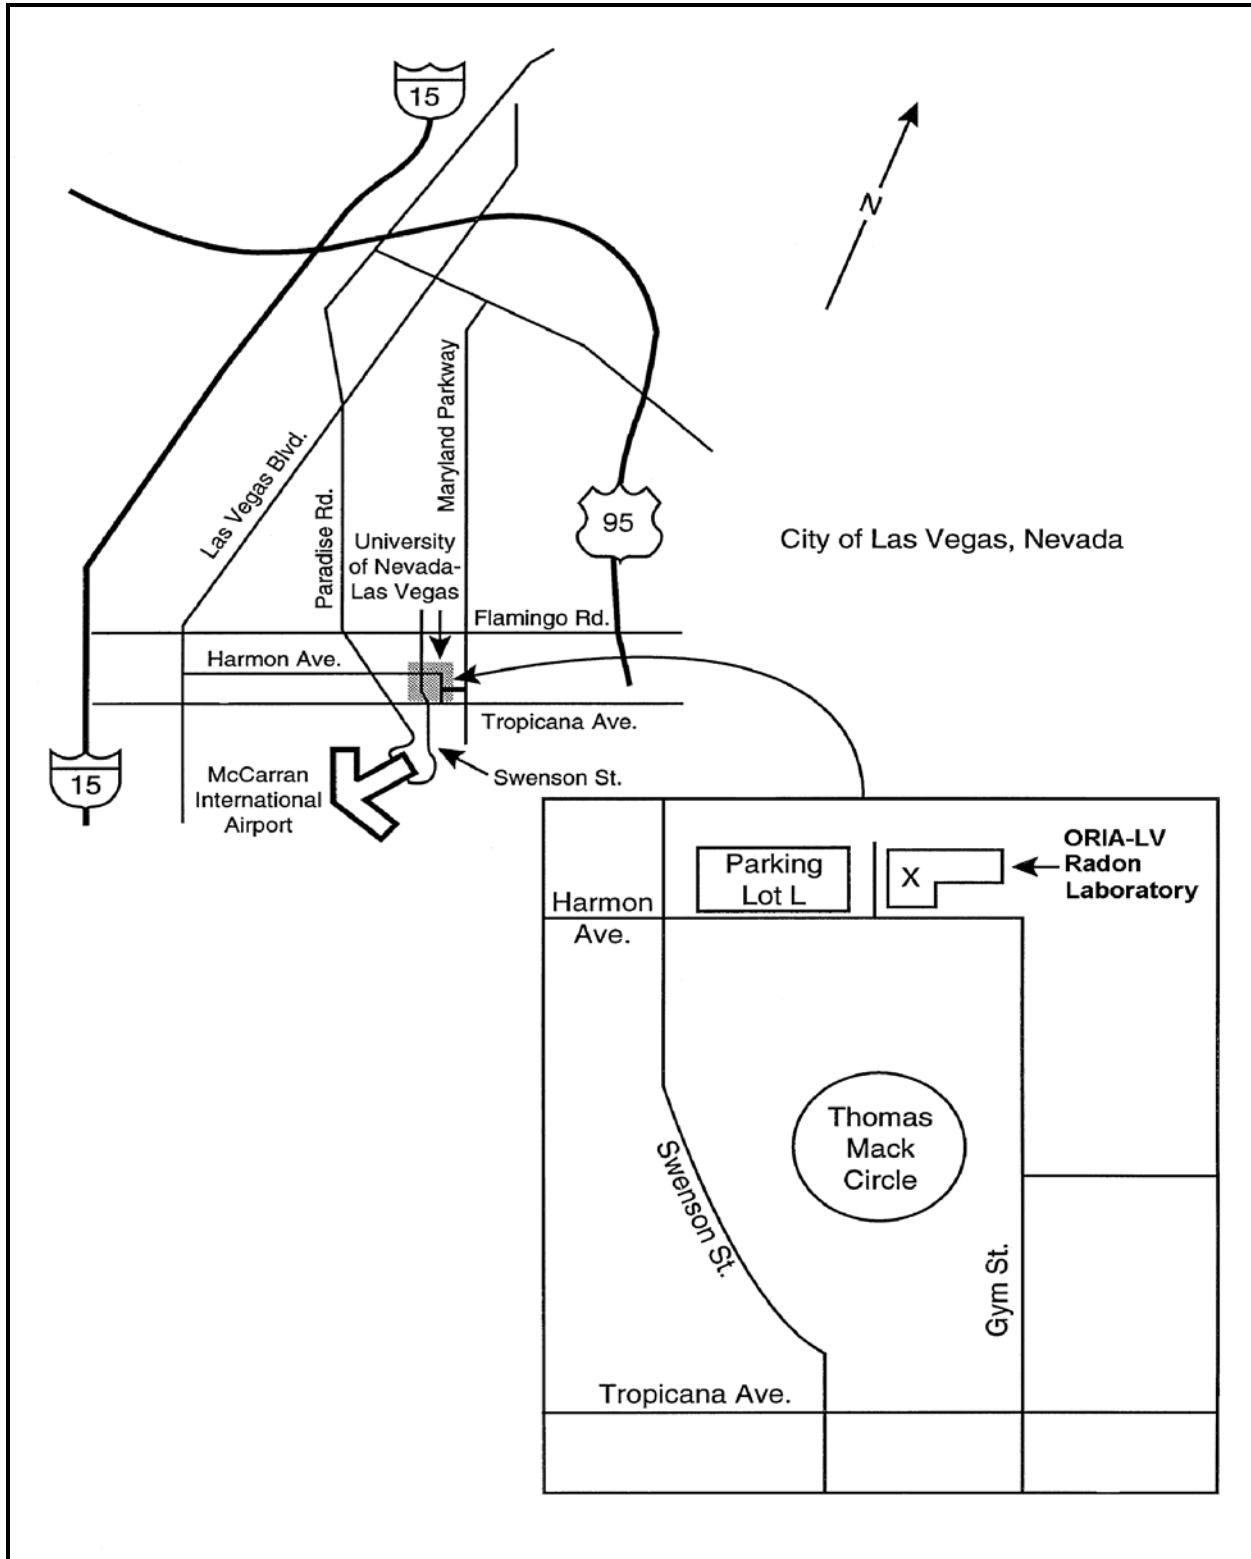 15
N
Las Vegas Blvd.
Paradise Rd.
Maryland Parkway
95
City of Las Vegas, Nevada
University
of Nevada-
Las Vegas
Flamingo Rd.
Harmon Ave.
Tropicana Ave.
Swenson St.
15
McCarran
International
Airport
Parking
Lot L
X
ORIA-LV
Radon
Laboratory
Harmon
Ave.
Thomas
Mack
Circle
Swenson St.
Gym St.
Tropicana Ave.